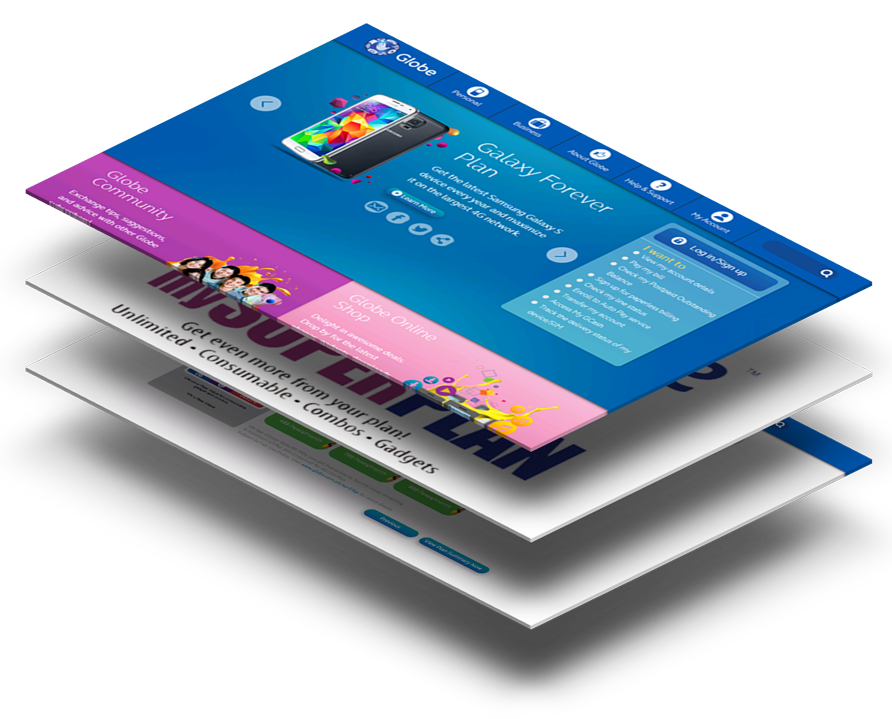 Globe
Personal
Business
About Globe
Help & Support
My Account
Galaxy Forever
Plan
Get the latest Samsung Galaxy S
device every year and maximize
it on the largest 4G network
Learn More
Log in/Sign up
I want to
View my account details
Pay my bill
Check my Postpaid Outstanding
Balance
Sign up for paperless billing
Check my line status
Enroll to Auto Pay service
Transfer my account
Access My GCash
Track the delivery status of my
device/SIM
Globe
Community
Exchange tips, suggestions,
and advice with other Globe
Globe Online
Shop
Delight in awesome deals
Drop by for the latest
TM
mySUPERPLAN
Get even more from your plan!
Unlimited • Consumable • Combos • Gadgets
Previous
View Plan Summary Now